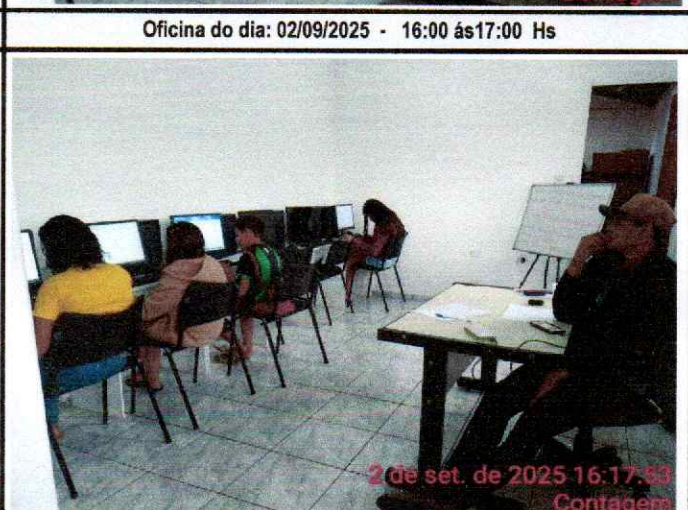 Oficina do dia: 02/09/2025 - 16:00 ás17:00 Hs
2 de set. de 2025 16:17:53
Contagem